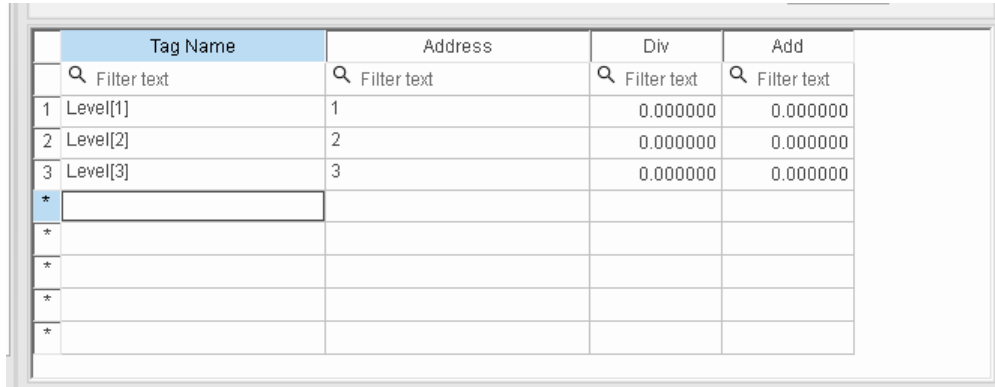 Tag Name Address Div Add
Filter text Filter text Filter text Filter text
1 Level[1] 1 0.000000 0.000000
2 Level[2] 2 0.000000 0.000000
3 Level[3] 3 0.000000 0.000000
*
*
*
*
*